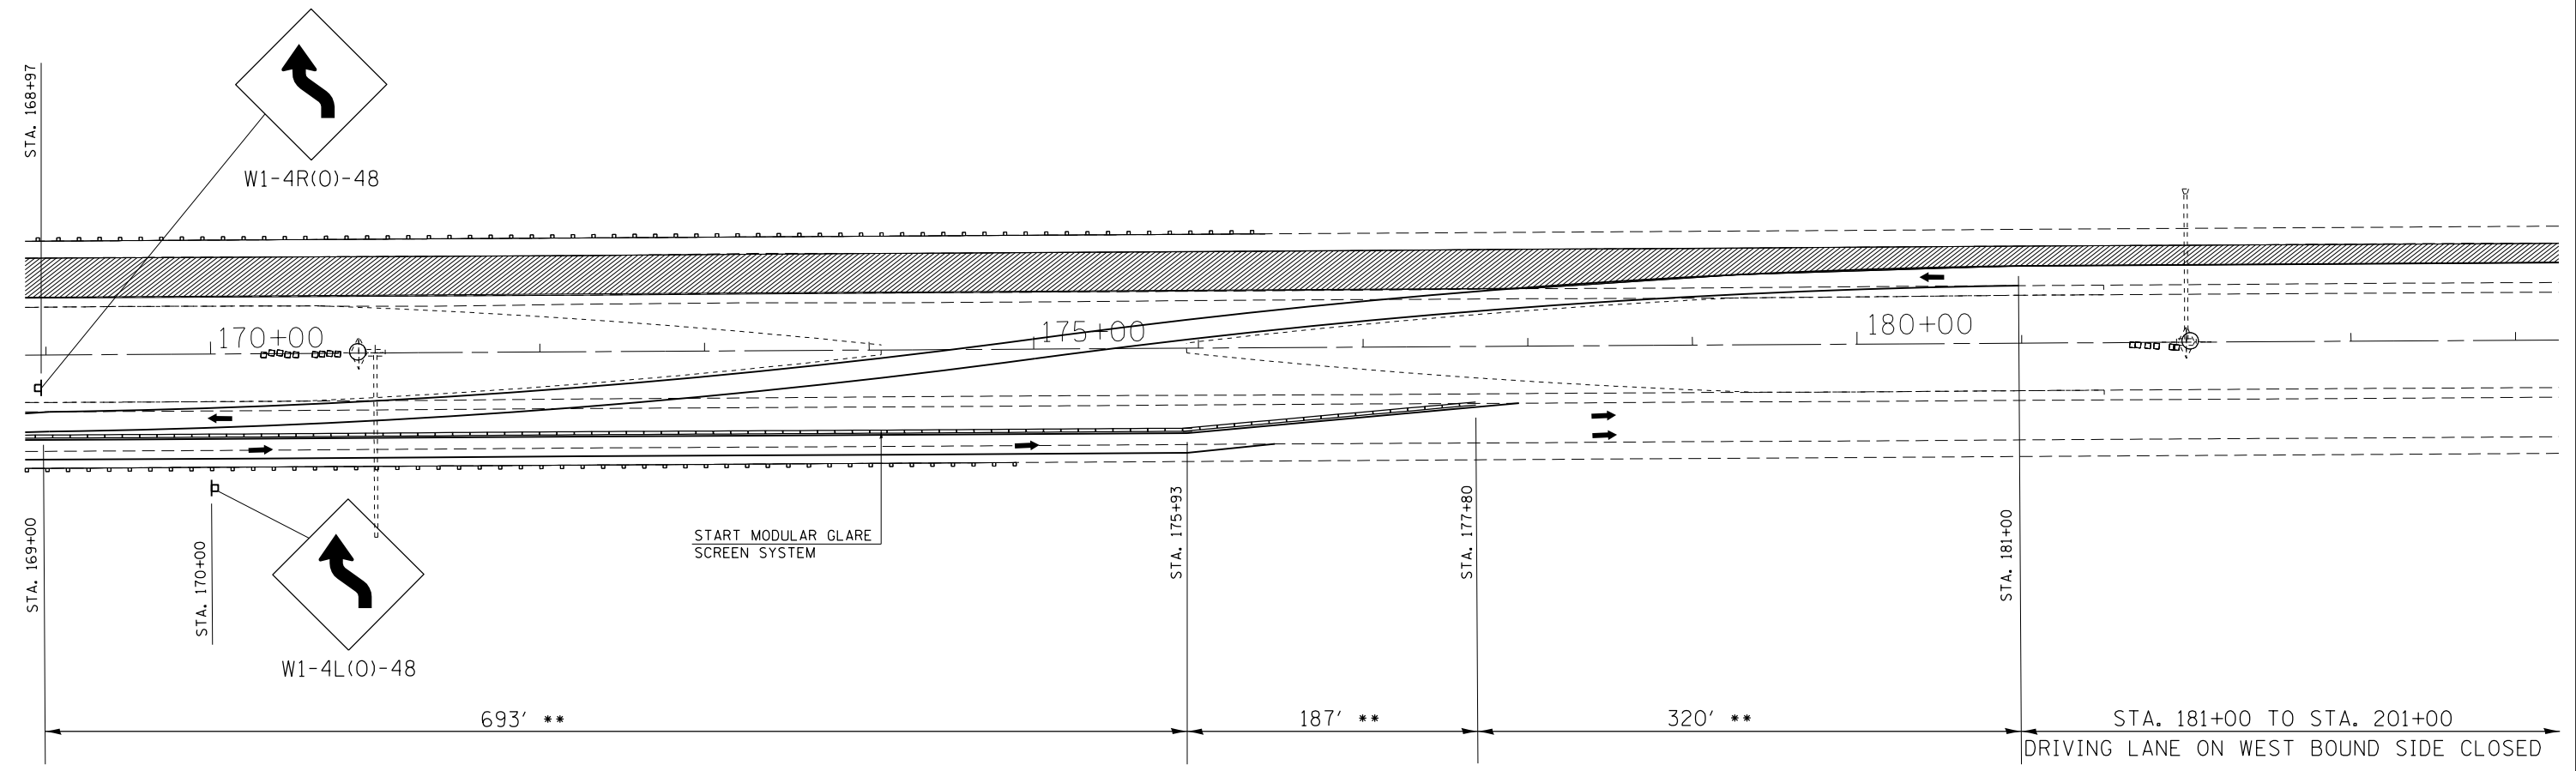 STA. 168+97
W1-4R(O)-48
170+00
175+00
180+00
START MODULAR GLARE
SCREEN SYSTEM
STA. 169+00
STA. 170+00
STA. 175+93
STA. 177+80
STA. 181+00
W1-4L(O)-48
693' **
187' **
320' **
STA. 181+00 TO STA. 201+00
DRIVING LANE ON WEST BOUND SIDE CLOSED